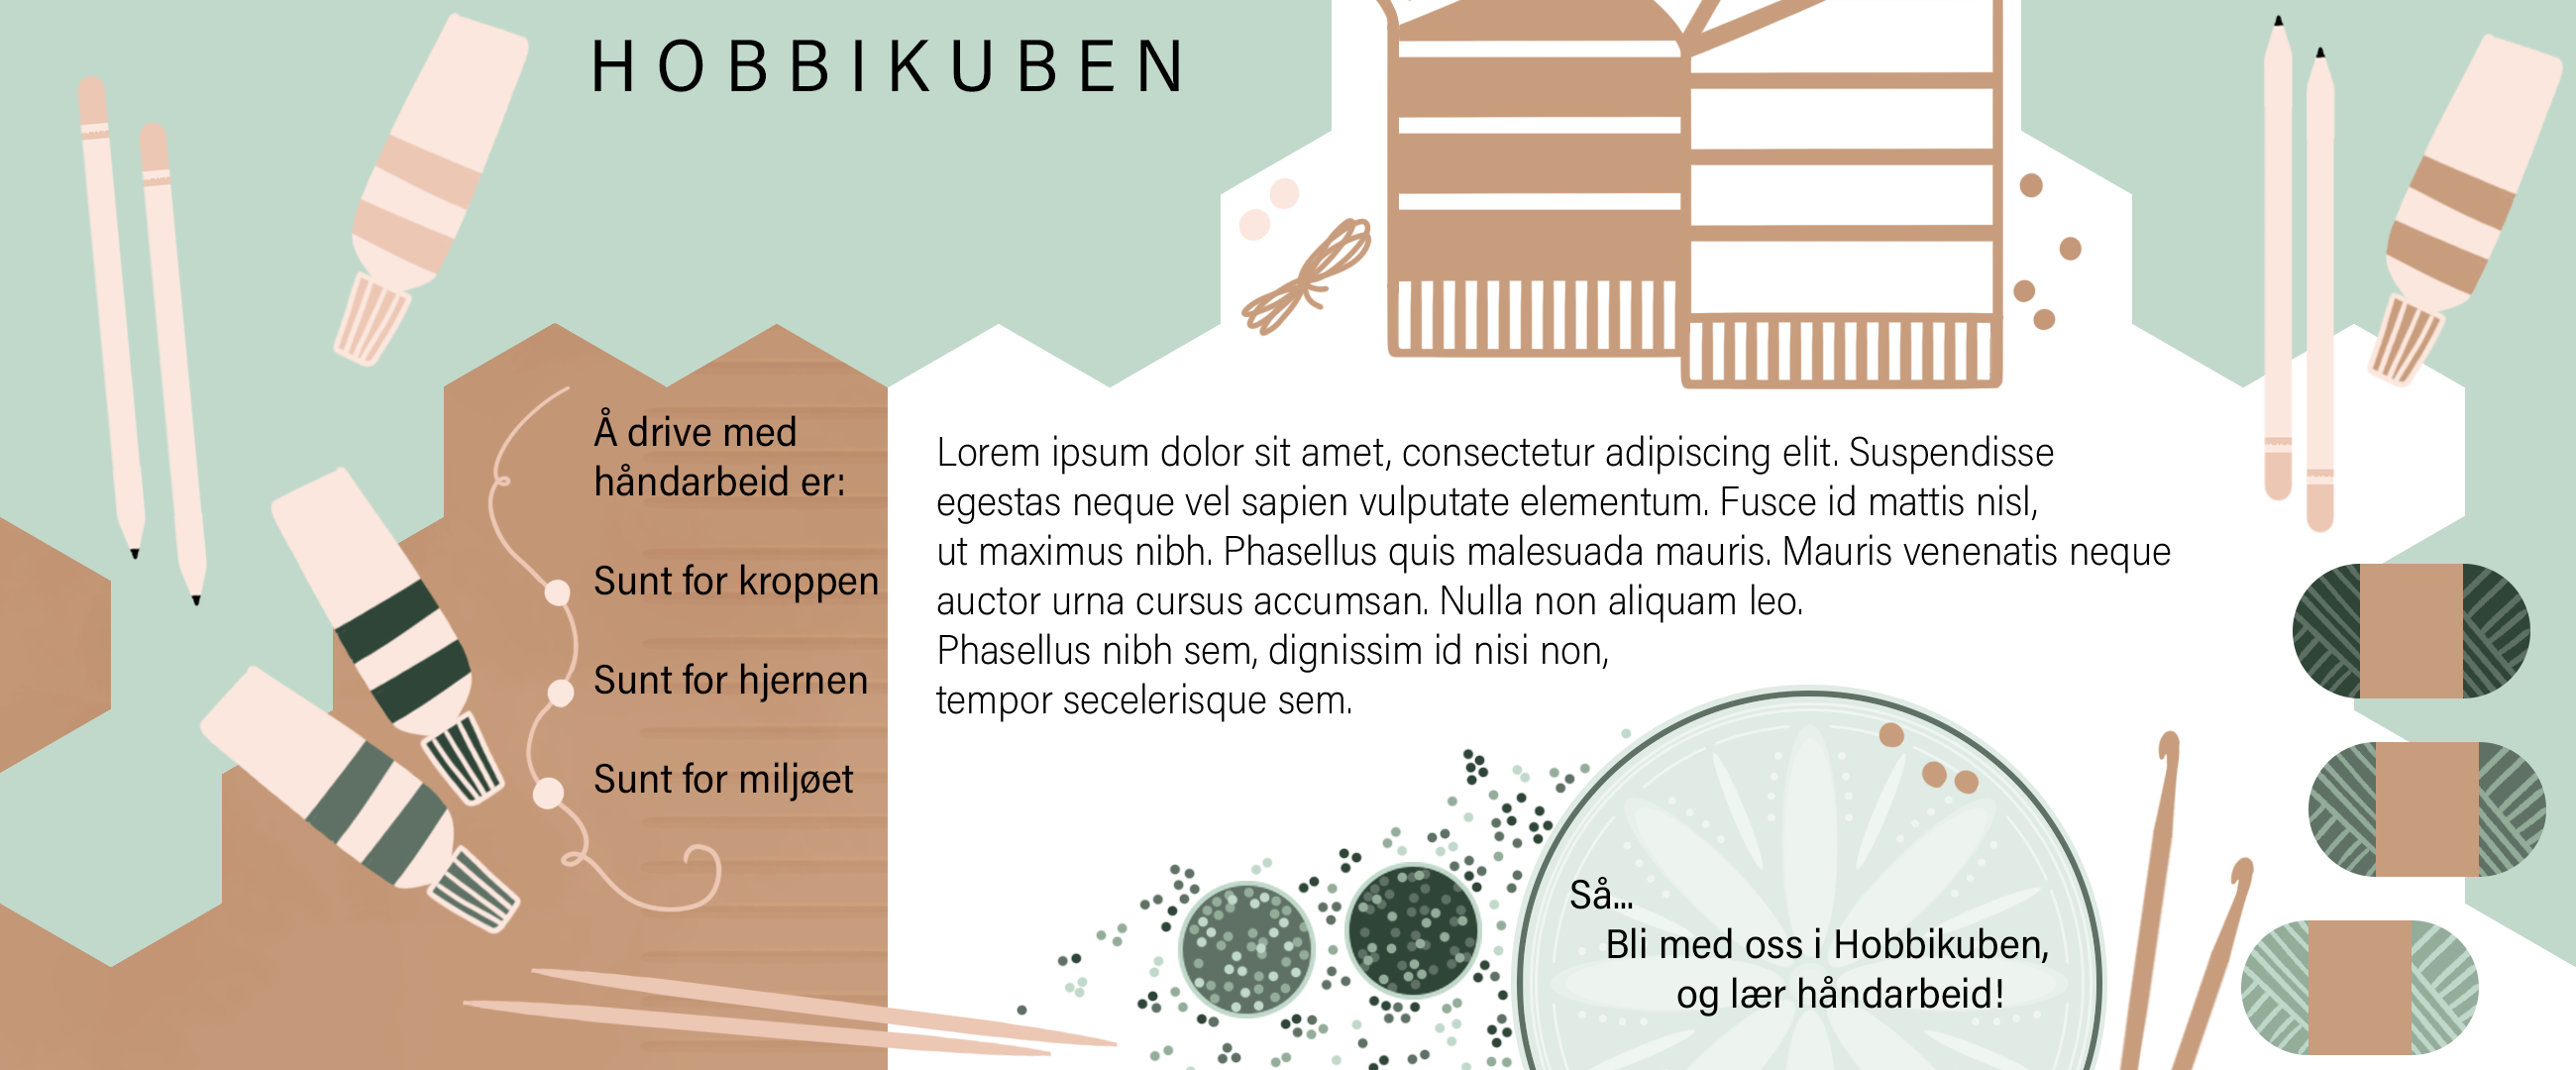 HOBBIKUBEN
Å drive med
håndarbeid er:
Sunt for kroppen
Sunt for hjernen
Sunt for miljøet
Lorem ipsum dolor sit amet, consectetur adipiscing elit. Suspendisse
egestas neque vel sapien vulputate elementum. Fusce id mattis nisl,
ut maximus nibh. Phasellus quis malesuada mauris. Mauris venenatis neque
auctor urna cursus accumsan. Nulla non aliquam leo.
Phasellus nibh sem, dignissim id nisi non,
tempor secelerisque sem.
Så...
Bli med oss i Hobbikuben,
og lær håndarbeid!